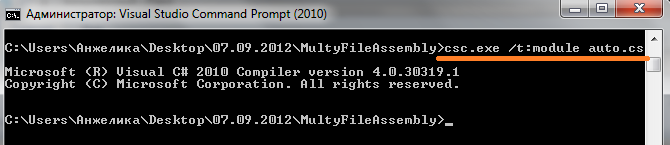 Администратор: Visual Studio Command Prompt (2010)
C:\Users\Анжелика\Desktop\07.09.2012\MultyFileAssembly>csc.exe /t:module auto.cs
Microsoft (R) Visual C# 2010 Compiler version 4.0.30319.1
Copyright (C) Microsoft Corporation. All rights reserved.
C:\Users\Анжелика\Desktop\07.09.2012\MultyFileAssembly>_